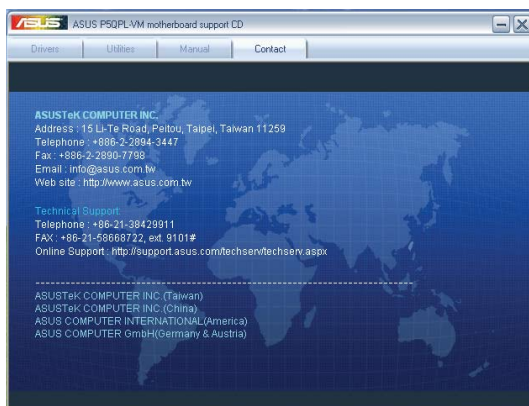 ASUS ASUS P5QPL-VM motherboard support CD
Drivers Utilities Manual Contact
ASUSTeK COMPUTER INC.
Address : 15 Li-Te Road, Peitou, Taipei, Taiwan 11259
Telephone : +886-2-2894-3447
Fax : +886-2-2890-7798
Email : info@asus.com.tw
Web site : http://www.asus.com.tw
Technical Support
Telephone : +86-21-38429911
FAX : +86-21-58668722, ext. 9101#
Online Support : http://support.asus.com/techserv/techserv.aspx
ASUSTeK COMPUTER INC.(Taiwan)
ASUSTeK COMPUTER INC.(China)
ASUS COMPUTER INTERNATIONAL(America)
ASUS COMPUTER GmbH(Germany & Austria)